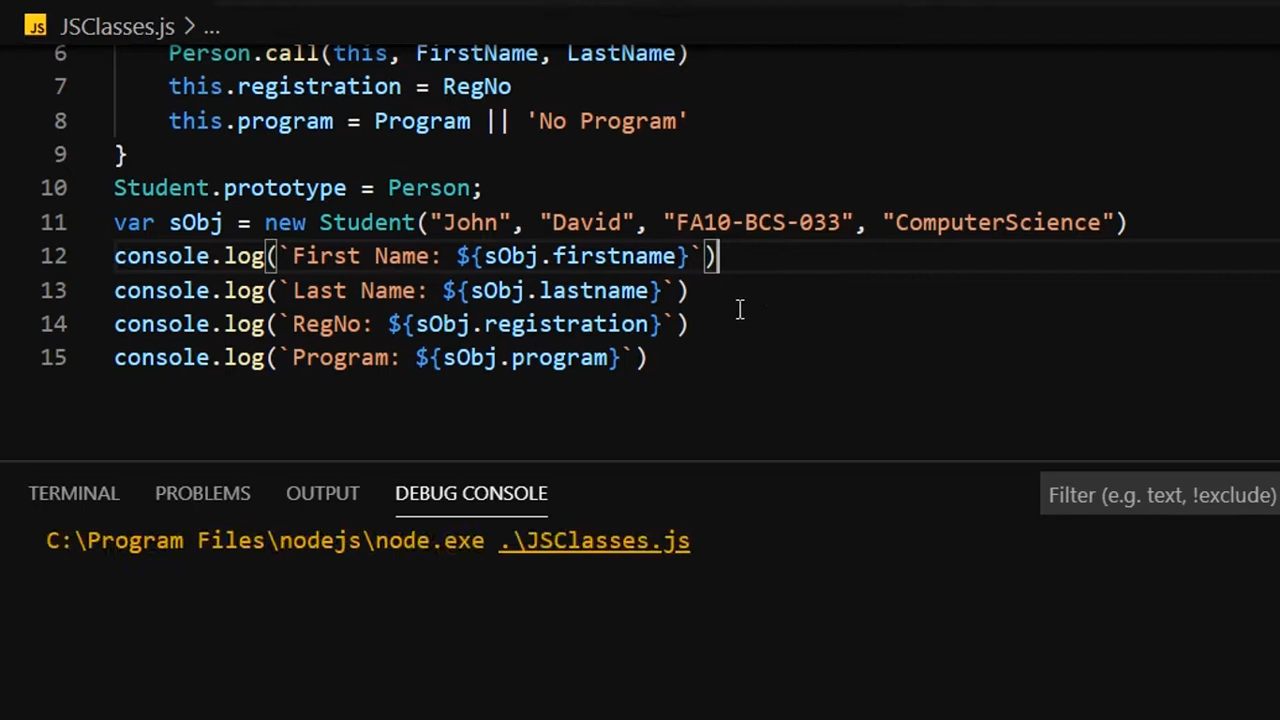 JS JSClasses.js > ...
6 Person.call(this, FirstName, LastName)
7 this.registration = RegNo
8 this.program = Program || 'No Program'
9 }
10 Student.prototype = Person;
11 var sObj = new Student("John", "David", "FA10-BCS-033", "ComputerScience")
12 console.log(`First Name: ${sObj.firstname}`)
13 console.log(`Last Name: ${sObj.lastname}`)
14 console.log(`RegNo: ${sObj.registration}`)
15 console.log(`Program: ${sObj.program}`)
TERMINAL PROBLEMS OUTPUT DEBUG CONSOLE Filter (e.g. text, !exclude)
C:\Program Files\nodejs\node.exe .\JSClasses.js